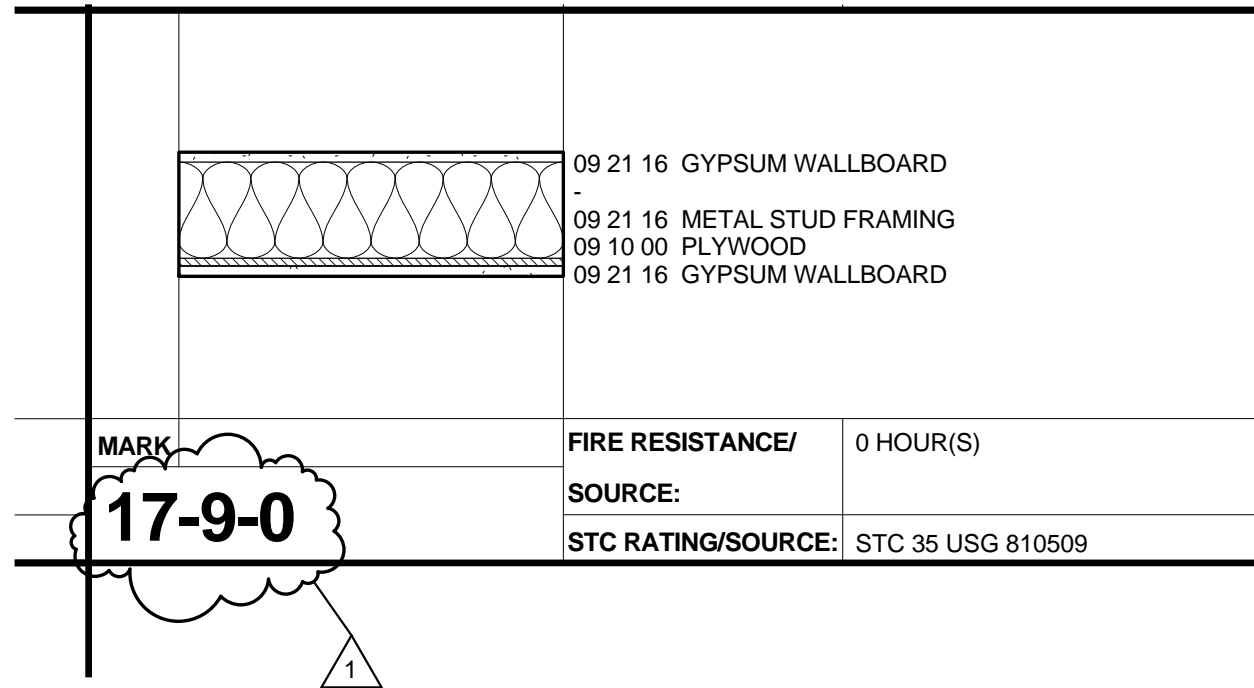 09 21 16 GYPSUM WALLBOARD
-
09 21 16 METAL STUD FRAMING
09 10 00 PLYWOOD
09 21 16 GYPSUM WALLBOARD
MARK
17-9-0
FIRE RESISTANCE/ 0 HOUR(S)
SOURCE:
STC RATING/SOURCE: STC 35 USG 810509
1